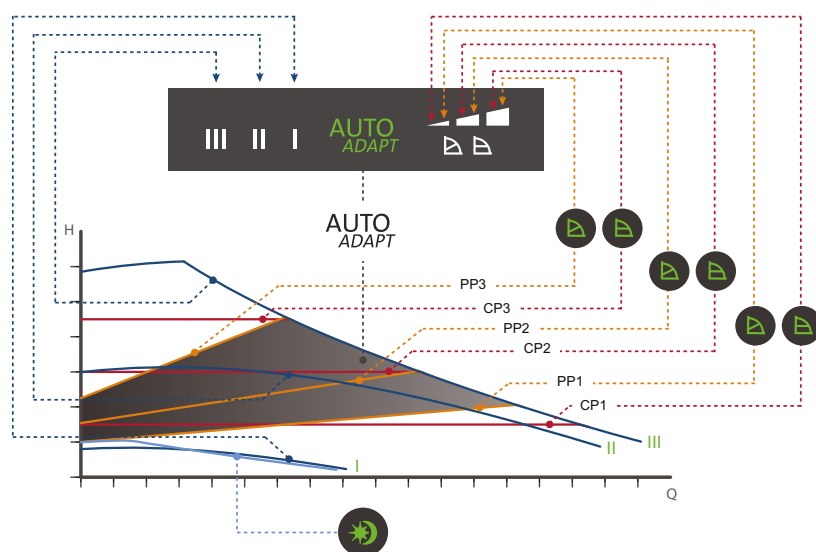 III II I AUTO
ADAPT
AUTO
ADAPT
H
PP3
CP3
PP2
CP2
PP1
CP1
III
II
I
Q